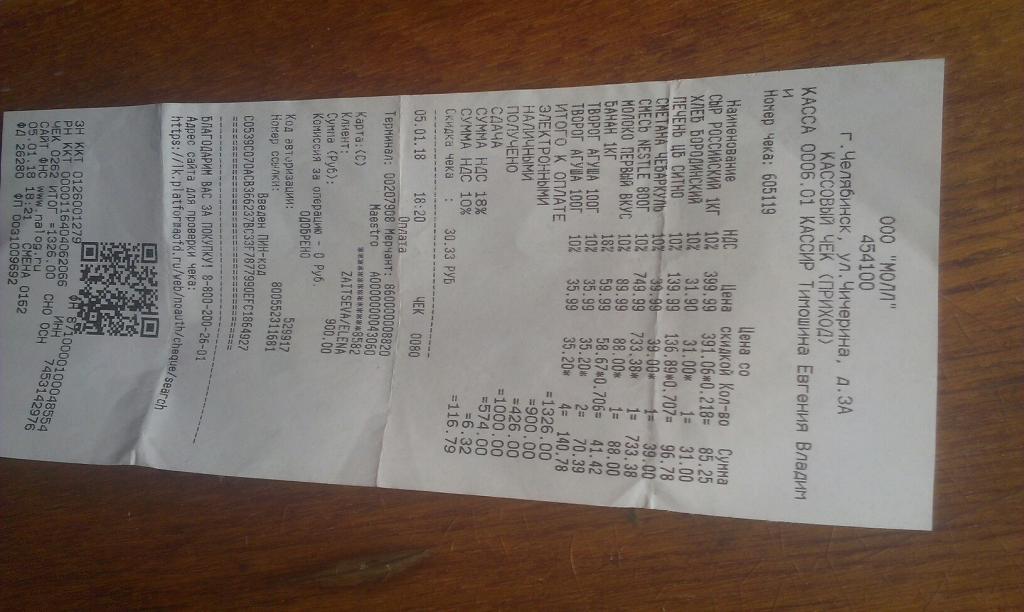 ООО "МОЛЛ"
454100
г.Челябинск, ул.Чичерина, д.3А
КАССОВЫЙ ЧЕК (ПРИХОД)
КАССА 0006.01 КАССИР Тимошина Евгения Владим
и
Номер чека: 605119
Цена со
Наименование НДС Цена скидкой Кол-во Сумма
СЫР РОССИЙСКИЙ 1КГ 10% 399.99 391.06*0.218= 85.25
ХЛЕБ БОРОДИНСКИЙ 10% 31.90 31.00* 1= 31.00
ПЕЧЕНЬ ЦБ СИТНО 10% 139.99 136.89*0.707= 96.78
СМЕТАНА ЧЕБАРКУЛЬ 10% 39.99 39.00* 1= 39.00
СМЕСЬ NESTLE 800Г 10% 749.99 733.38* 1= 733.38
МОЛОКО ПЕРВЫЙ ВКУС 10% 89.99 88.00* 1= 88.00
БАНАН 1КГ 18% 59.99 58.67*0.706= 41.42
ТВОРОГ АГУША 100Г 10% 35.99 35.20* 2= 70.39
ТВОРОГ АГУША 100Г 10% 35.99 35.20* 4= 140.78
ИТОГО К ОПЛАТЕ =1326.00
ЭЛЕКТРОННЫМИ =900.00
НАЛИЧНЫМИ =426.00
ПОЛУЧЕНО =1000.00
СДАЧА =574.00
СУММА НДС 18% =6.32
СУММА НДС 10% =116.79
Скидка чека : 30.33 РУБ
05.01.18 18:20 ЧЕК 0080
Оплата
Терминал: 00207908 Мерчант: 860000008820
Maestro A0000000043060
Карта:(C) ************8582
Клиент: ZAITSEVA/ELENA
Сумма (Руб): 900.00
Комиссия за операцию - 0 Руб.
ОДОБРЕНО
Код авторизации: 529917
Номер ссылки: 800552311681
Введен ПИН-код
C0539CD7DACB366237BC33F787799DEFC1864927
БЛАГОДАРИМ ВАС ЗА ПОКУПКУ! 8-800-200-26-01
Адрес сайта для проверки чека:
https://lk.platformaofd.ru/web/noauth/cheque/search
ЗН ККТ 0126001279
РН ККТ 0000116404062066
ЧЕК 0262 ИТОГ =1326.00 СНО ОСН
ИНН 7453142976
САЙТ ФНС www.nalog.ru
05.01.18 18:21 СМЕНА 0162
ФД 26280